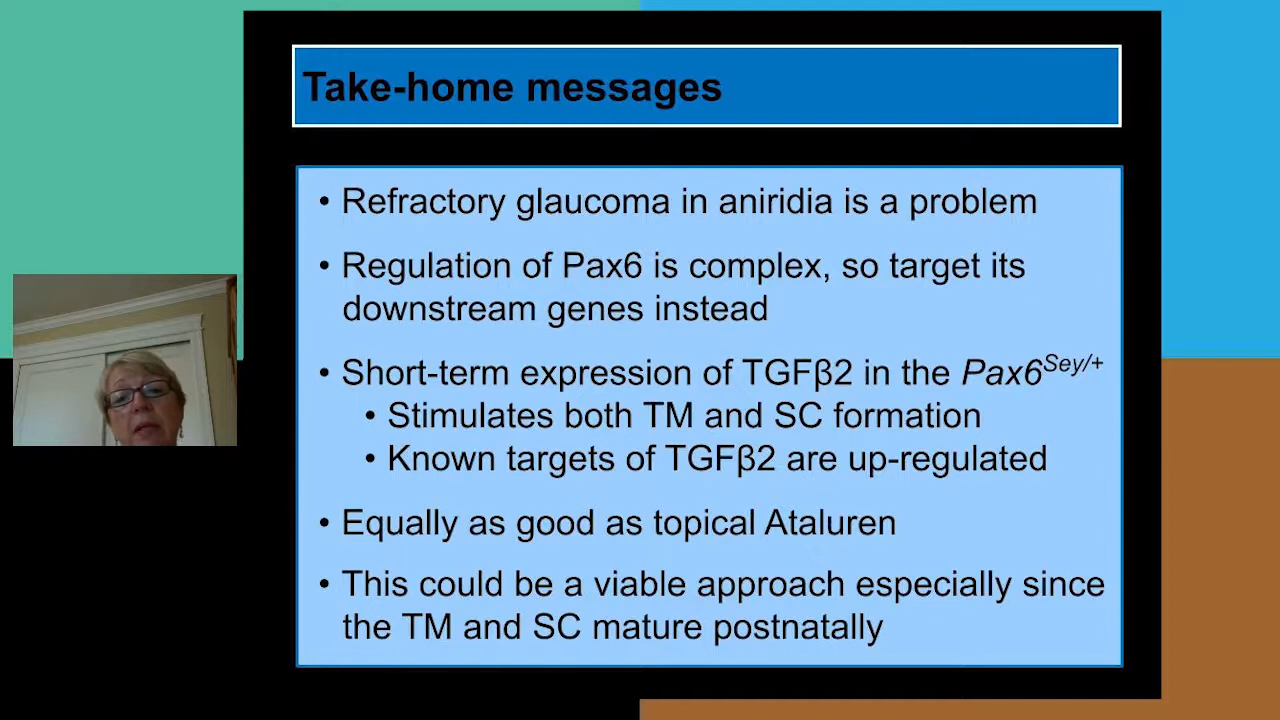 Take-home messages
• Refractory glaucoma in aniridia is a problem
• Regulation of Pax6 is complex, so target its
downstream genes instead
• Short-term expression of TGFβ2 in the Pax6Sey/+
• Stimulates both TM and SC formation
• Known targets of TGFβ2 are up-regulated
• Equally as good as topical Ataluren
• This could be a viable approach especially since
the TM and SC mature postnatally